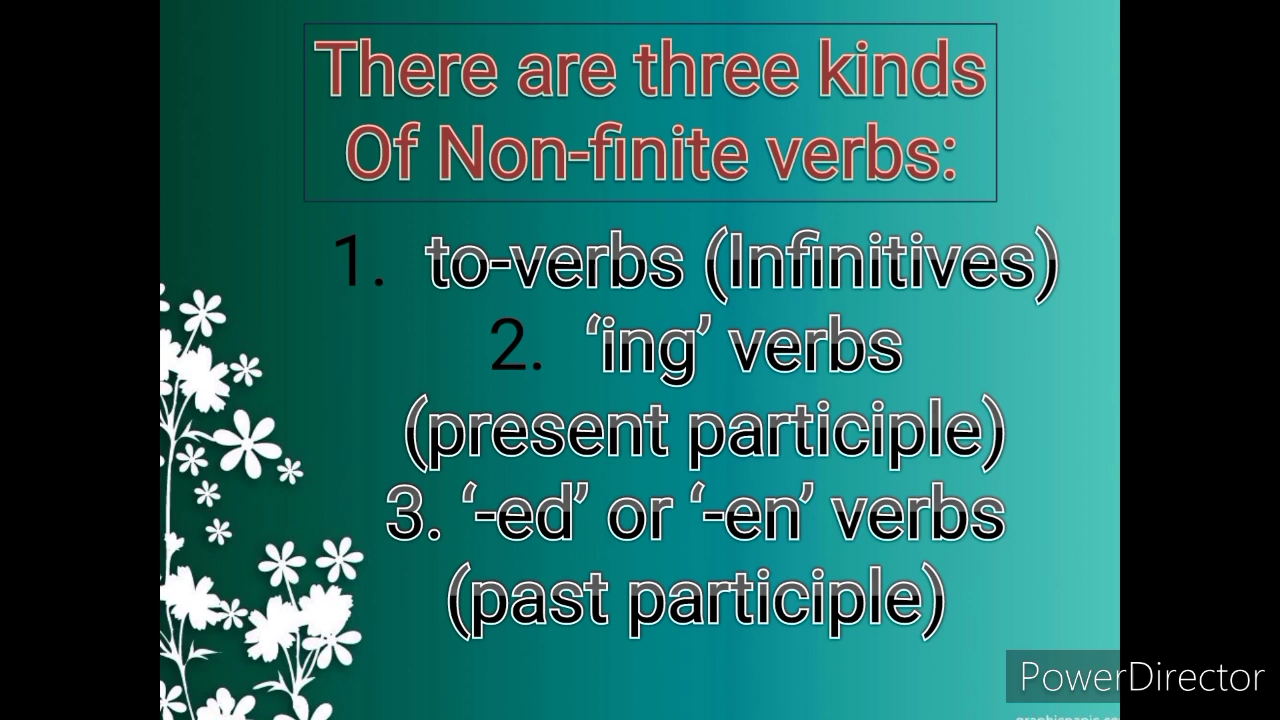 There are three kinds
Of Non-finite verbs:
1. to-verbs (Infinitives)
2. ‘ing’ verbs
(present participle)
3. ‘-ed’ or ‘-en’ verbs
(past participle)
PowerDirector